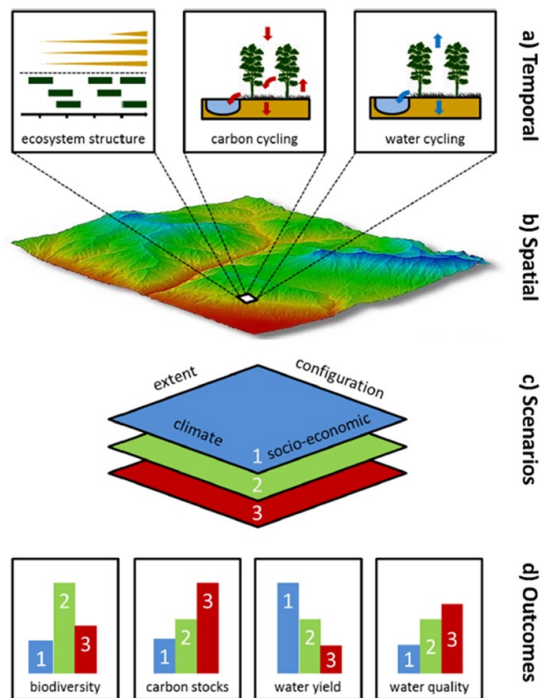 a) Temporal
ecosystem structure
carbon cycling
water cycling
b) Spatial
c) Scenarios
extent
configuration
climate
socio-economic
1
2
3
d) Outcomes
1
2
3
biodiversity
1
2
3
carbon stocks
1
2
3
water yield
1
2
3
water quality